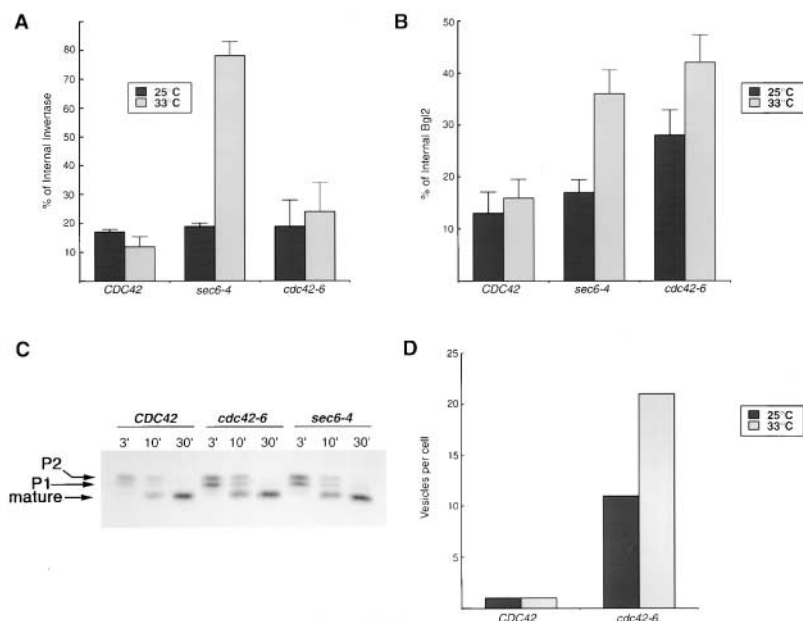 A
% of Internal Invertase
80
70
60
50
40
30
20
10
25°C
33°C
CDC42
sec6-4
cdc42-6
B
% of Internal Bgl2
50
40
30
20
10
25°C
33°C
CDC42
sec6-4
cdc42-6
C
CDC42 cdc42-6 sec6-4
3' 10' 30' 3' 10' 30' 3' 10' 30'
P2
P1
mature
D
Vesicles per cell
25
20
15
10
5
25°C
33°C
CDC42
cdc42-6